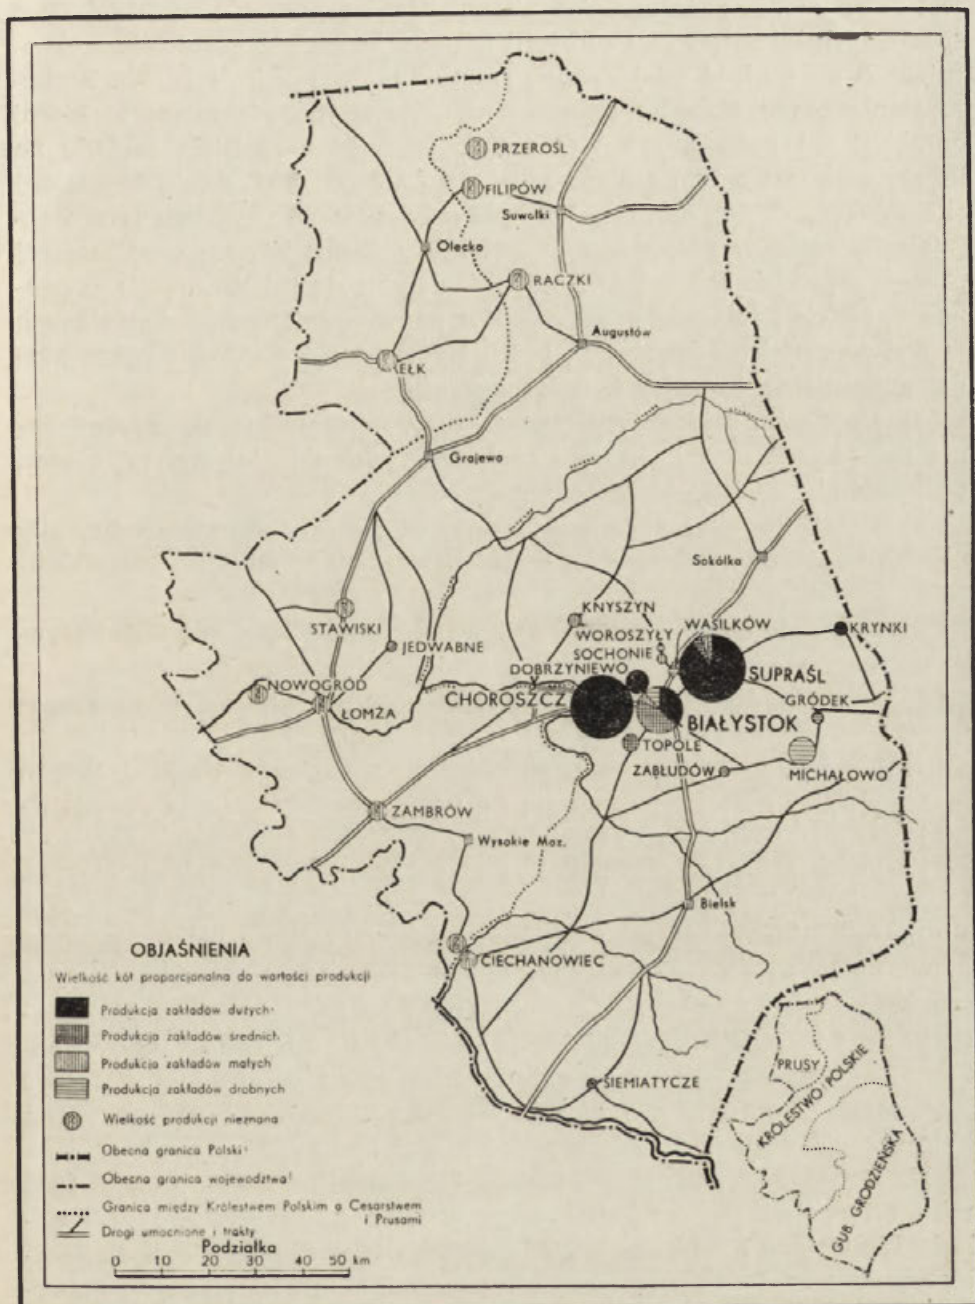 PRZEROŚL
FILIPÓW
Suwałki
Olecko
RACZKI
Augustów
EŁK
Grajewo
Sokółka
KNYSZYN
WOROSZYŁY
WASILKÓW
KRYNKI
STAWISKI
SOCHONIE
JEDWABNE
DOBRZYNIEWO
SUPRAŚL
NOWOGRÓD
CHOROSZCZ
GRÓDEK
ŁOMŻA
BIAŁYSTOK
TOPOLE
ZABŁUDÓW
MICHAŁOWO
ZAMBRÓW
Wysokie Maz.
Bielsk
CIECHANOWIEC
SIEMIATYCZE
OBJAŚNIENIA
Wielkość kół proporcjonalna do wartości produkcji
Produkcja zakładów dużych
Produkcja zakładów średnich
Produkcja zakładów małych
Produkcja zakładów drobnych
Wielkość produkcji nieznana
Obecna granica Polski
Obecna granica województwa
Granica między Królestwem Polskim a Cesarstwem
i Prusami
Drogi umocnione i trakty
Podziałka
0 10 20 30 40 50 km
PRUSY
KRÓLESTWO POLSKIE
GUB. GRODZIEŃSKA